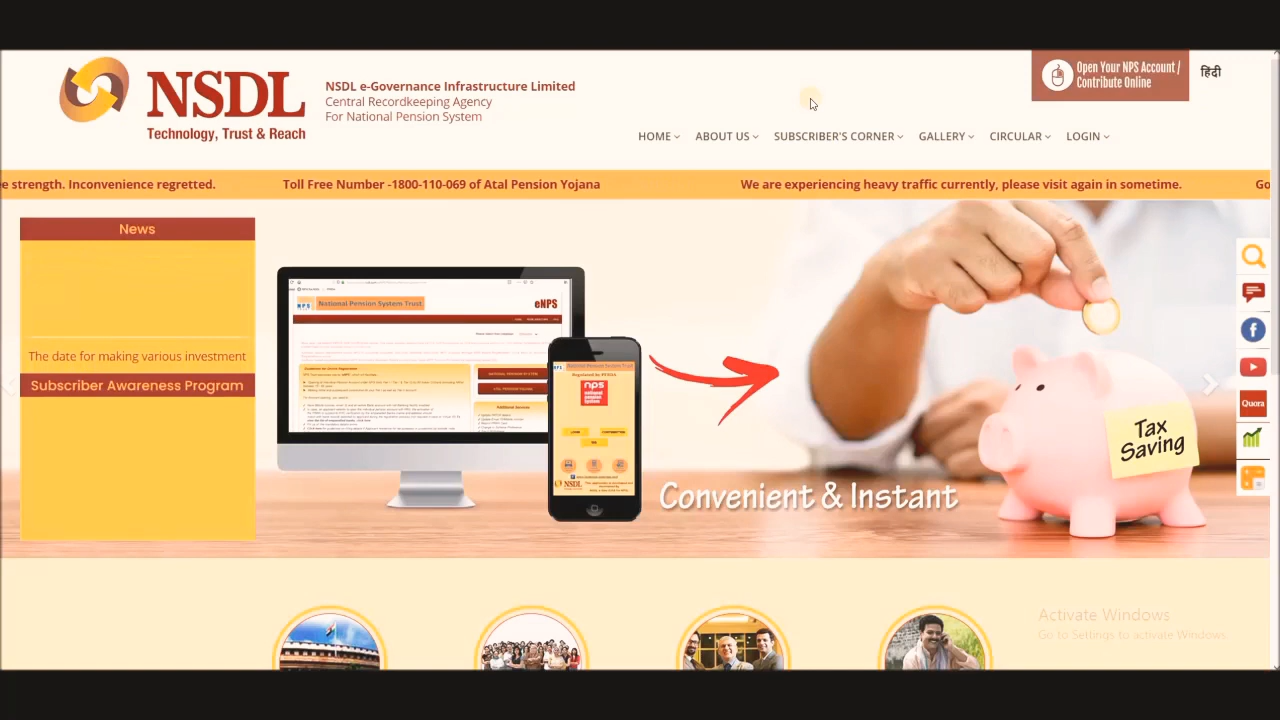 NSDL
Technology, Trust & Reach
NSDL e-Governance Infrastructure Limited
Central Recordkeeping Agency
For National Pension System
Open Your NPS Account /
Contribute Online
हिंदी
HOME
ABOUT US
SUBSCRIBER'S CORNER
GALLERY
CIRCULAR
LOGIN
e strength. Inconvenience regretted.
Toll Free Number -1800-110-069 of Atal Pension Yojana
We are experiencing heavy traffic currently, please visit again in sometime.
Go
News
The date for making various investment
Subscriber Awareness Program
National Pension System Trust
eNPS
nps
NSDL
Convenient & Instant
Tax
Saving
Quora
Activate Windows
Go to Settings to activate Windows.